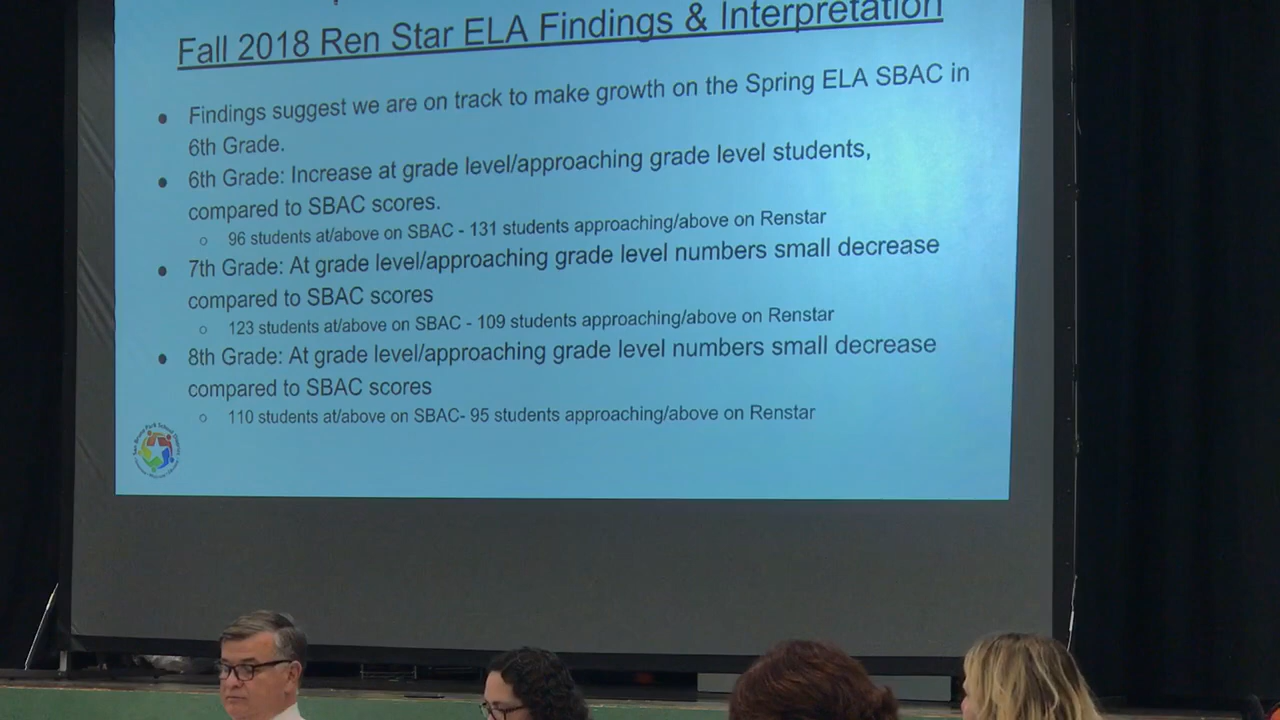 Fall 2018 Ren Star ELA Findings & Interpretation
• Findings suggest we are on track to make growth on the Spring ELA SBAC in
6th Grade.
• 6th Grade: Increase at grade level/approaching grade level students,
compared to SBAC scores.
○ 96 students at/above on SBAC - 131 students approaching/above on Renstar
• 7th Grade: At grade level/approaching grade level numbers small decrease
compared to SBAC scores
○ 123 students at/above on SBAC - 109 students approaching/above on Renstar
• 8th Grade: At grade level/approaching grade level numbers small decrease
compared to SBAC scores
○ 110 students at/above on SBAC- 95 students approaching/above on Renstar
San Bruno Park School District